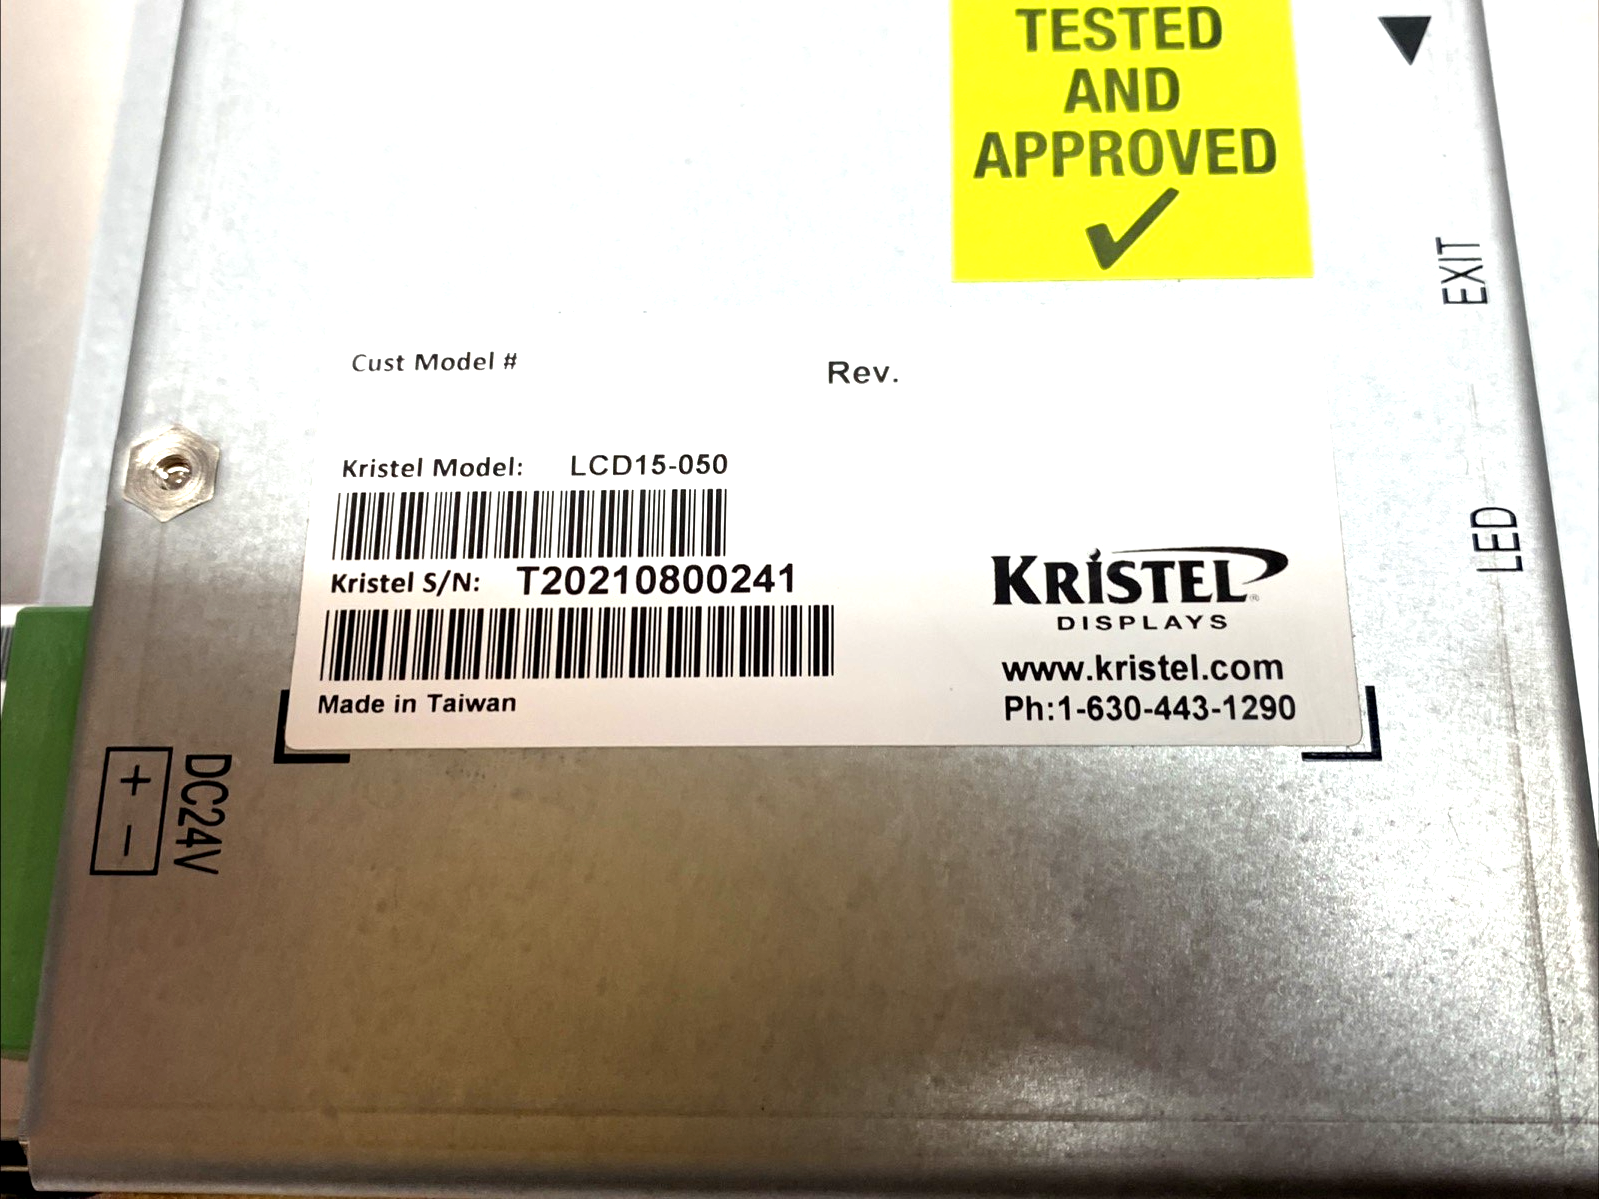 TESTED
AND
APPROVED
EXIT
Cust Model #
Rev.
Kristel Model: LCD15-050
Kristel S/N: T20210800241
Made in Taiwan
KRISTEL®
DISPLAYS
www.kristel.com
Ph:1-630-443-1290
LED
DC24V
+
-